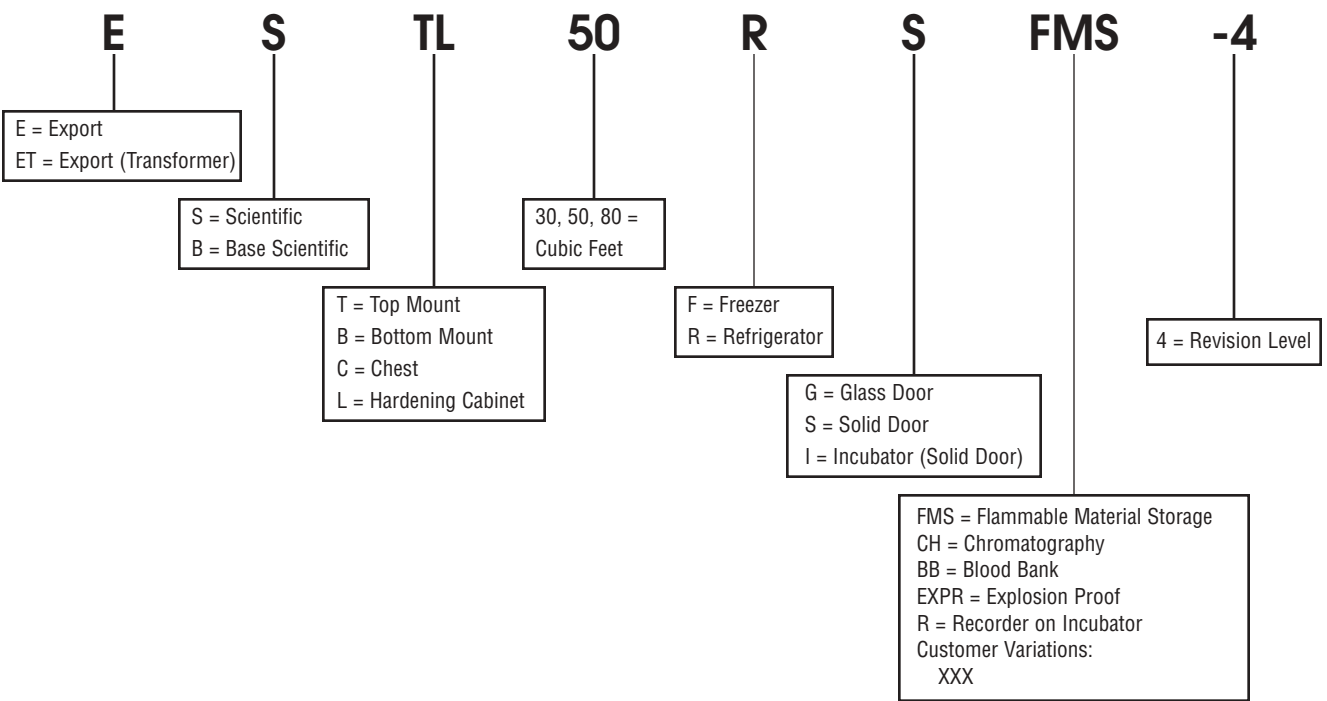 E S TL 50 R S FMS -4
E = Export
ET = Export (Transformer)
S = Scientific
B = Base Scientific
30, 50, 80 =
Cubic Feet
T = Top Mount
B = Bottom Mount
C = Chest
L = Hardening Cabinet
F = Freezer
R = Refrigerator
4 = Revision Level
G = Glass Door
S = Solid Door
I = Incubator (Solid Door)
FMS = Flammable Material Storage
CH = Chromatography
BB = Blood Bank
EXPR = Explosion Proof
R = Recorder on Incubator
Customer Variations:
XXX